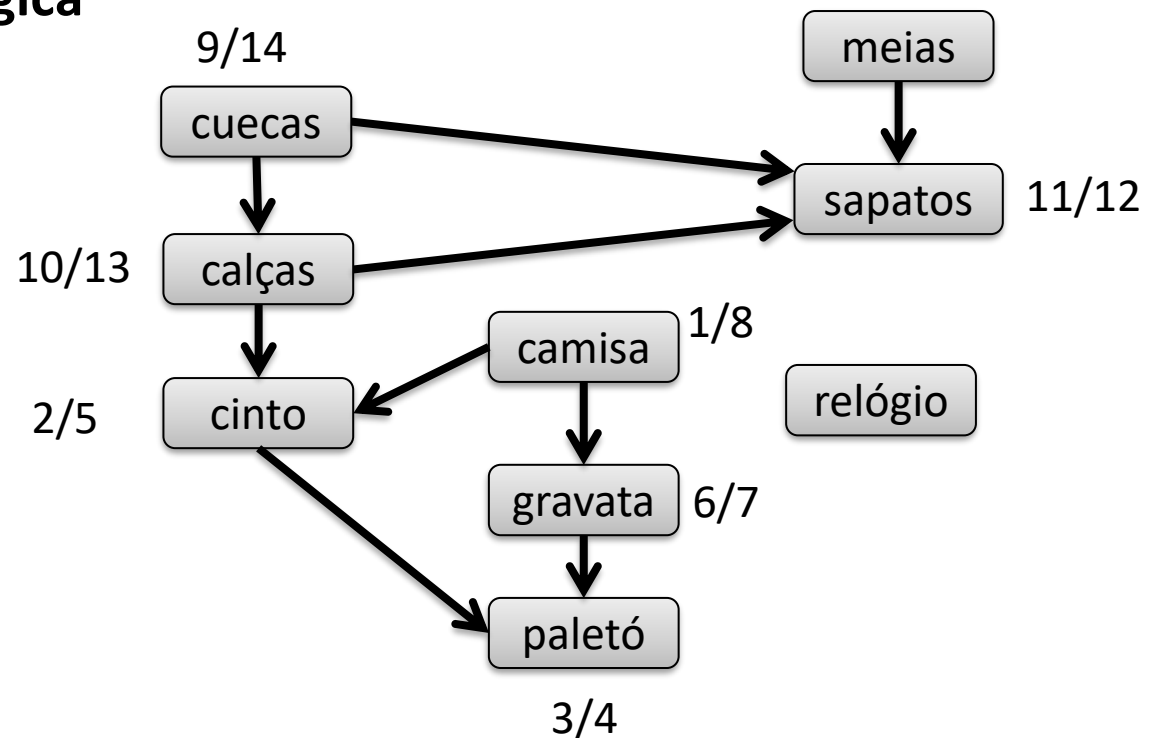 gica
9/14
meias
cuecas
sapatos
11/12
10/13
calças
camisa
1/8
relógio
2/5
cinto
gravata
6/7
paletó
3/4